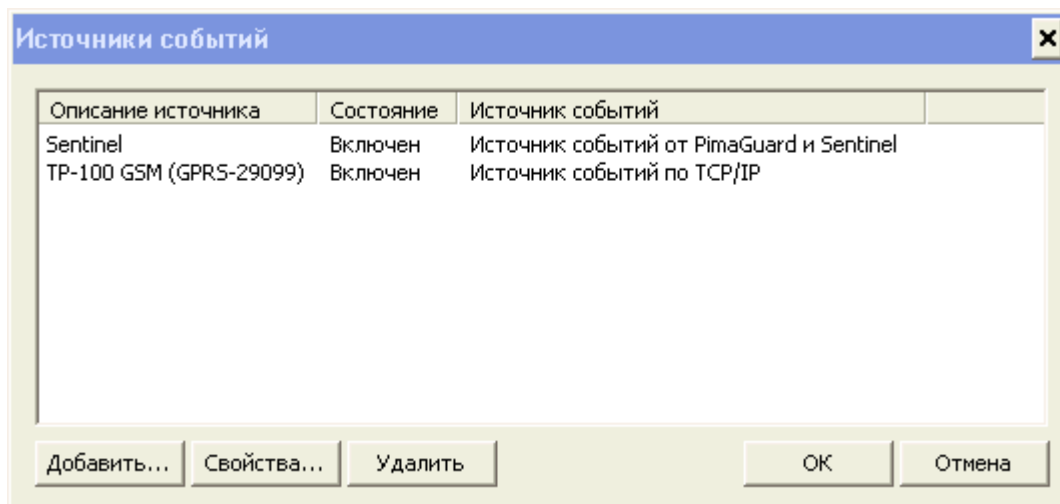 Источники событий
Описание источника Состояние Источник событий
Sentinel Включен Источник событий от PimaGuard и Sentinel
TP-100 GSM (GPRS-29099) Включен Источник событий по TCP/IP
Добавить... Свойства... Удалить ОК Отмена